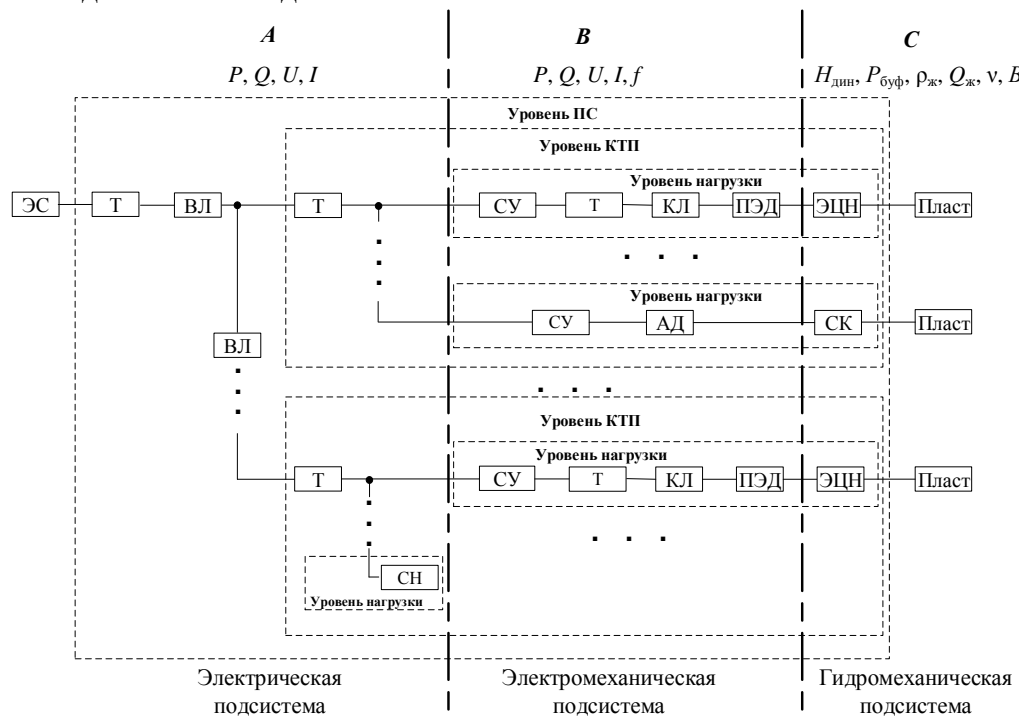 A B C
P, Q, U, I P, Q, U, I, f Hдин, Pбуф, ρж, Qж, ν, B
Уровень ПС
Уровень КТП
Уровень нагрузки
ЭС Т ВЛ Т СУ Т КЛ ПЭД ЭЦН Пласт
Уровень нагрузки
СУ АД СК Пласт
ВЛ
Уровень КТП
Уровень нагрузки
Т СУ Т КЛ ПЭД ЭЦН Пласт
СН
Уровень нагрузки
Электрическая Электромеханическая Гидромеханическая
подсистема подсистема подсистема